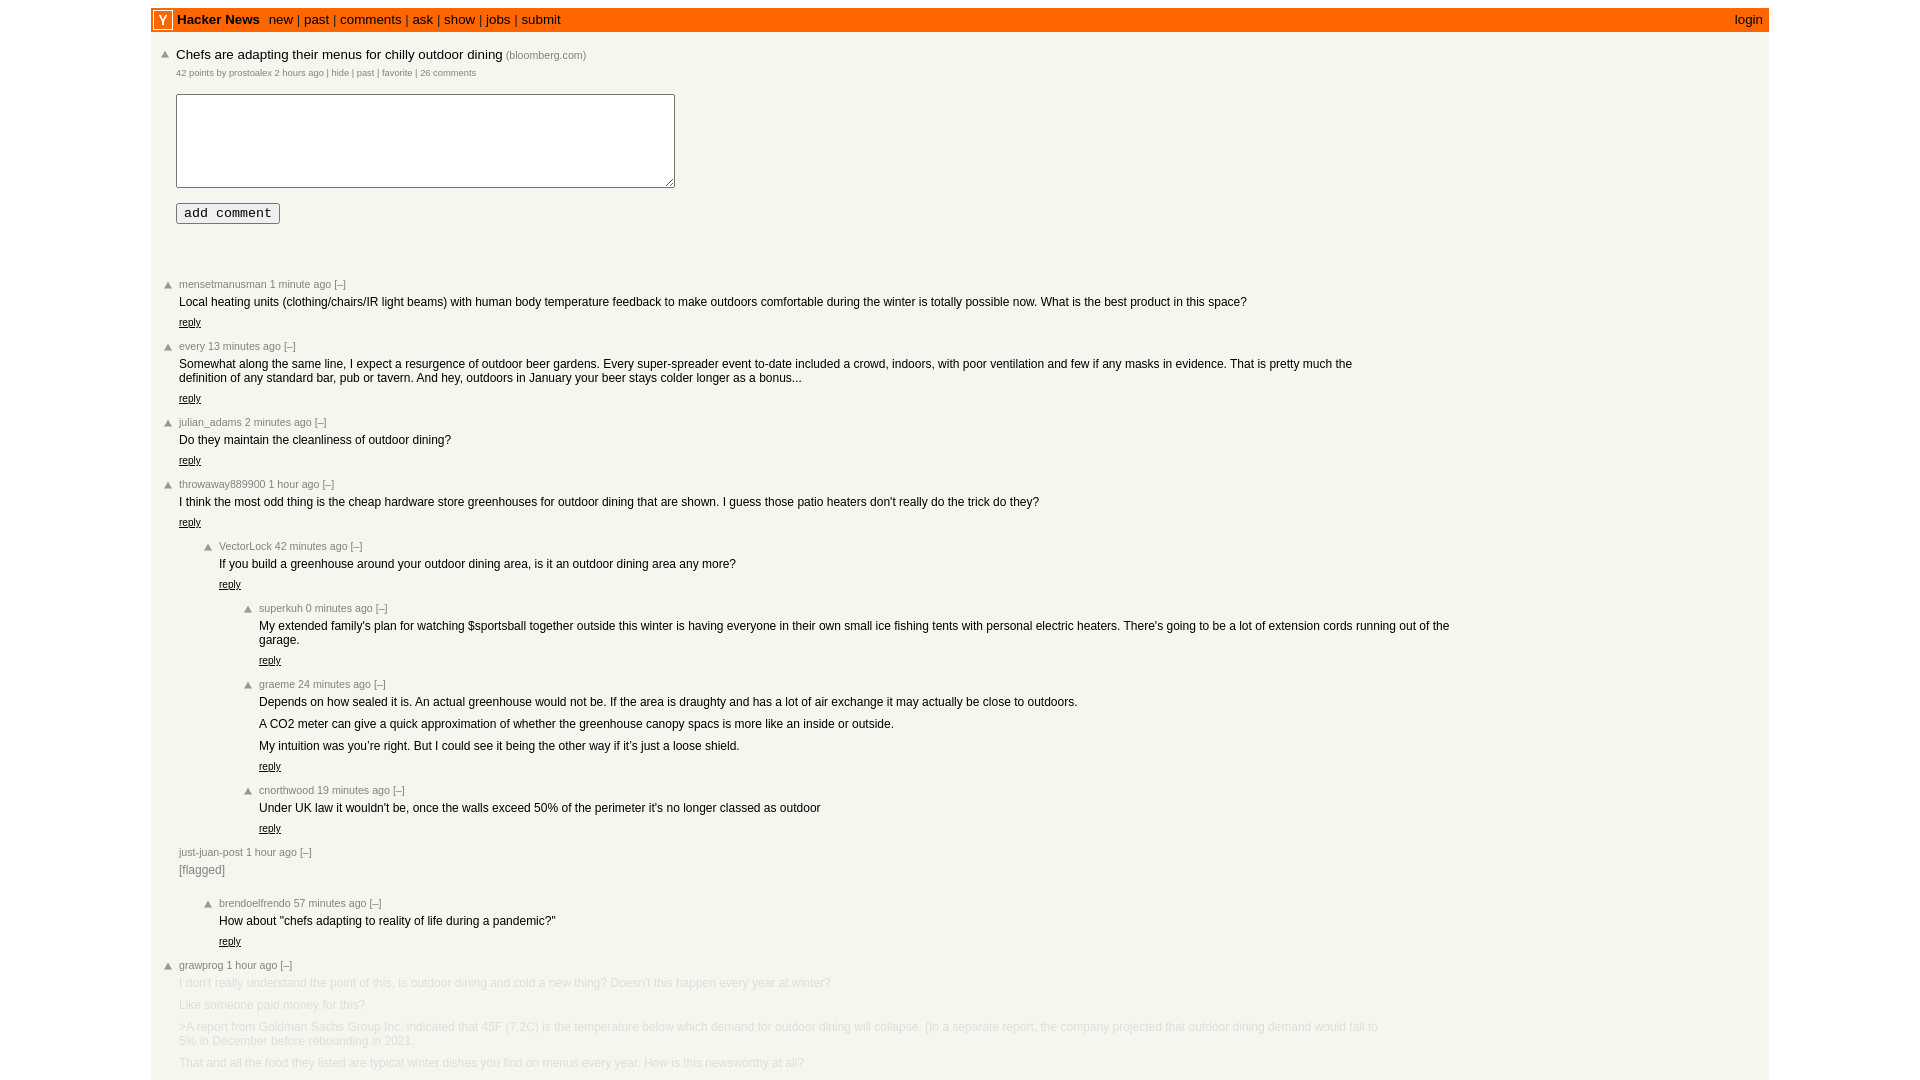 Y Hacker News new | past | comments | ask | show | jobs | submit login
Chefs are adapting their menus for chilly outdoor dining (bloomberg.com)
42 points by prostoalex 2 hours ago | hide | past | favorite | 26 comments
add comment
mensetmanusman 1 minute ago [–]
Local heating units (clothing/chairs/IR light beams) with human body temperature feedback to make outdoors comfortable during the winter is totally possible now. What is the best product in this space?
reply
every 13 minutes ago [–]
Somewhat along the same line, I expect a resurgence of outdoor beer gardens. Every super-spreader event to-date included a crowd, indoors, with poor ventilation and few if any masks in evidence. That is pretty much the
definition of any standard bar, pub or tavern. And hey, outdoors in January your beer stays colder longer as a bonus...
reply
julian_adams 2 minutes ago [–]
Do they maintain the cleanliness of outdoor dining?
reply
throwaway889900 1 hour ago [–]
I think the most odd thing is the cheap hardware store greenhouses for outdoor dining that are shown. I guess those patio heaters don't really do the trick do they?
reply
VectorLock 42 minutes ago [–]
If you build a greenhouse around your outdoor dining area, is it an outdoor dining area any more?
reply
superkuh 0 minutes ago [–]
My extended family's plan for watching $sportsball together outside this winter is having everyone in their own small ice fishing tents with personal electric heaters. There's going to be a lot of extension cords running out of the
garage.
reply
graeme 24 minutes ago [–]
Depends on how sealed it is. An actual greenhouse would not be. If the area is draughty and has a lot of air exchange it may actually be close to outdoors.
A CO2 meter can give a quick approximation of whether the greenhouse canopy spacs is more like an inside or outside.
My intuition was you’re right. But I could see it being the other way if it’s just a loose shield.
reply
cnorthwood 19 minutes ago [–]
Under UK law it wouldn't be, once the walls exceed 50% of the perimeter it's no longer classed as outdoor
reply
just-juan-post 1 hour ago [–]
[flagged]
brendoelfrendo 57 minutes ago [–]
How about "chefs adapting to reality of life during a pandemic?"
reply
grawprog 1 hour ago [–]
I don't really understand the point of this. Is outdoor dining and cold a new thing? Doesn't this happen every year at winter?
Like someone paid money for this?
>A report from Goldman Sachs Group Inc. indicated that 45F (7.2C) is the temperature below which demand for outdoor dining will collapse. (In a separate report, the company projected that outdoor dining demand would fall to
5% in December before rebounding in 2021.
That and all the food they listed are typical winter dishes you find on menus every year. How is this newsworthy at all?